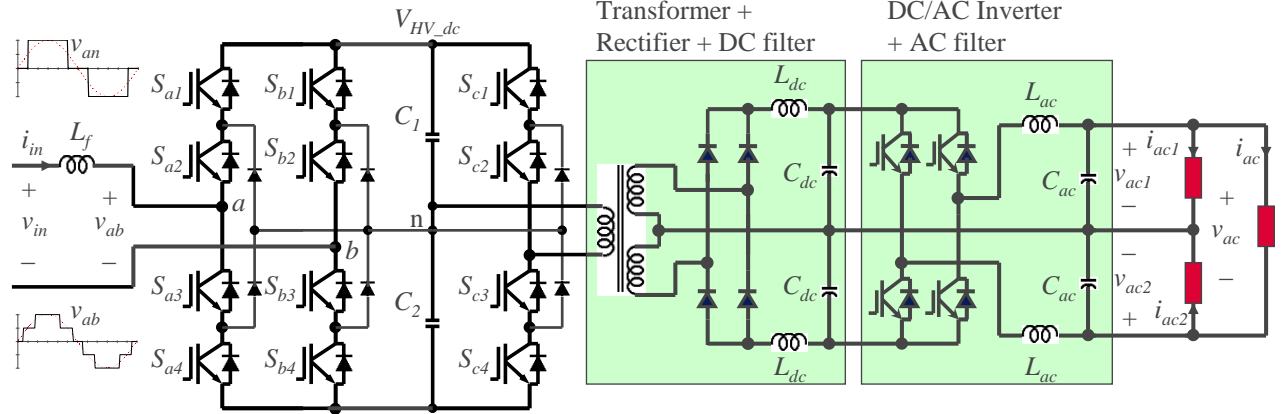 Transformer + DC/AC Inverter
Rectifier + DC filter + AC filter
V_HV_dc
v_an
S_a1 S_b1 S_c1
L_dc
L_ac
C_1
i_in L_f
S_a2 S_b2 S_c2
i_ac1 i_ac
+ +
C_dc C_ac + v_ac1 −
a
n
v_in v_ab
+ v_ac −
b
− −
S_a3 S_b3 S_c3
C_2
C_dc C_ac − v_ac2 +
v_ab
i_ac2
S_a4 S_b4 S_c4
L_dc L_ac